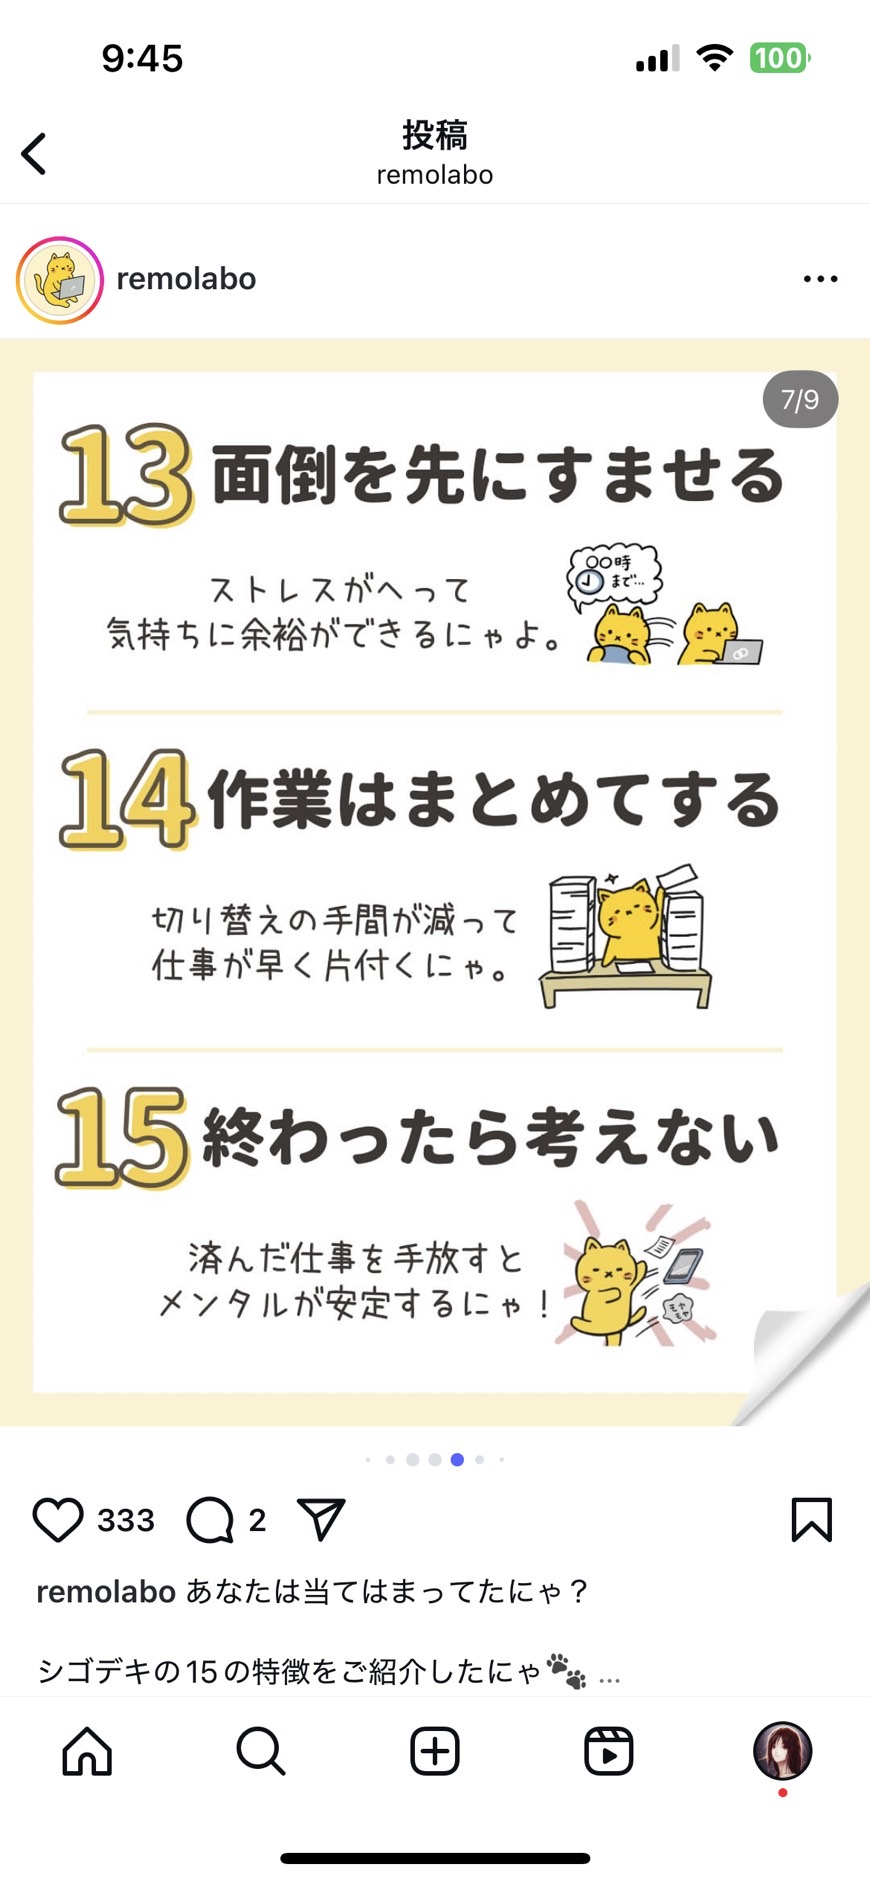 9:45
100
投稿
remolabo
remolabo
7/9
13 面倒を先にすませる
〇〇時
まで…
ストレスがへって
気持ちに余裕ができるにゃよ。
14 作業はまとめてする
切り替えの手間が減って
仕事が早く片付くにゃ。
15 終わったら考えない
済んだ仕事を手放すと
メンタルが安定するにゃ！
モヤ
モヤ
333 2
remolabo あなたは当てはまってたにゃ？
シゴデキの15の特徴をご紹介したにゃ🐾 ...